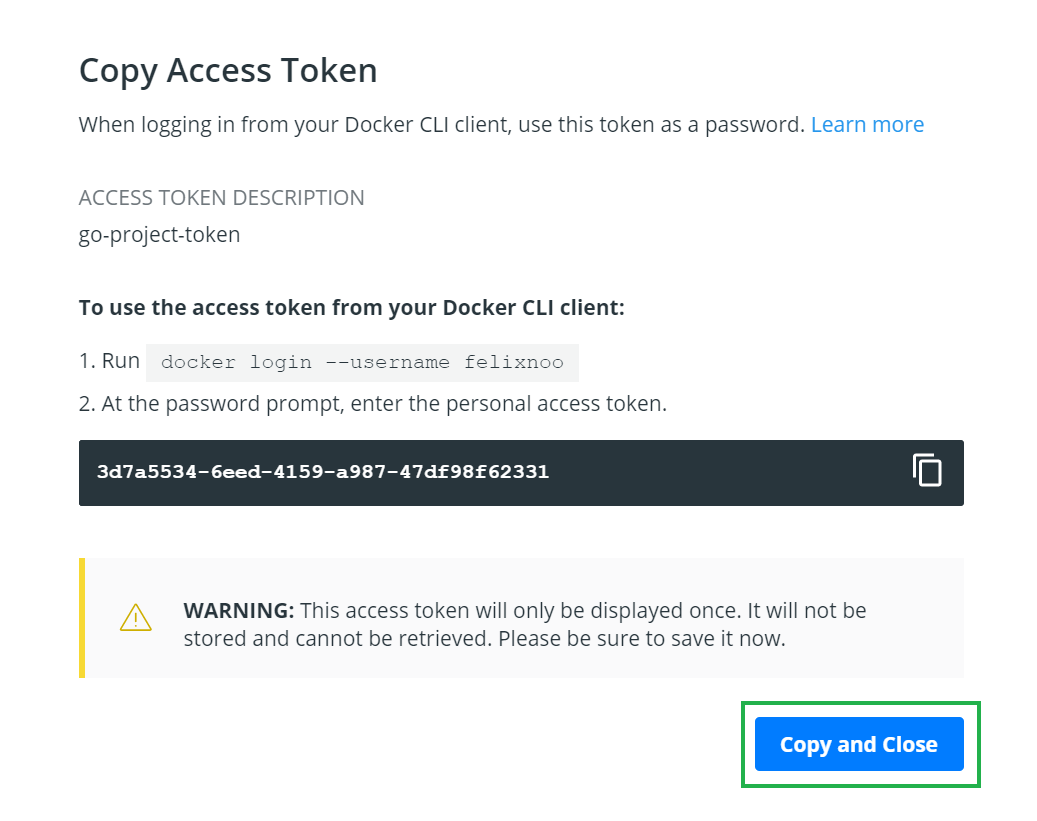 Copy Access Token
When logging in from your Docker CLI client, use this token as a password. Learn more
ACCESS TOKEN DESCRIPTION
go-project-token
To use the access token from your Docker CLI client:
1. Run docker login --username felixnoo
2. At the password prompt, enter the personal access token.
3d7a5534-6eed-4159-a987-47df98f62331
WARNING: This access token will only be displayed once. It will not be
stored and cannot be retrieved. Please be sure to save it now.
Copy and Close